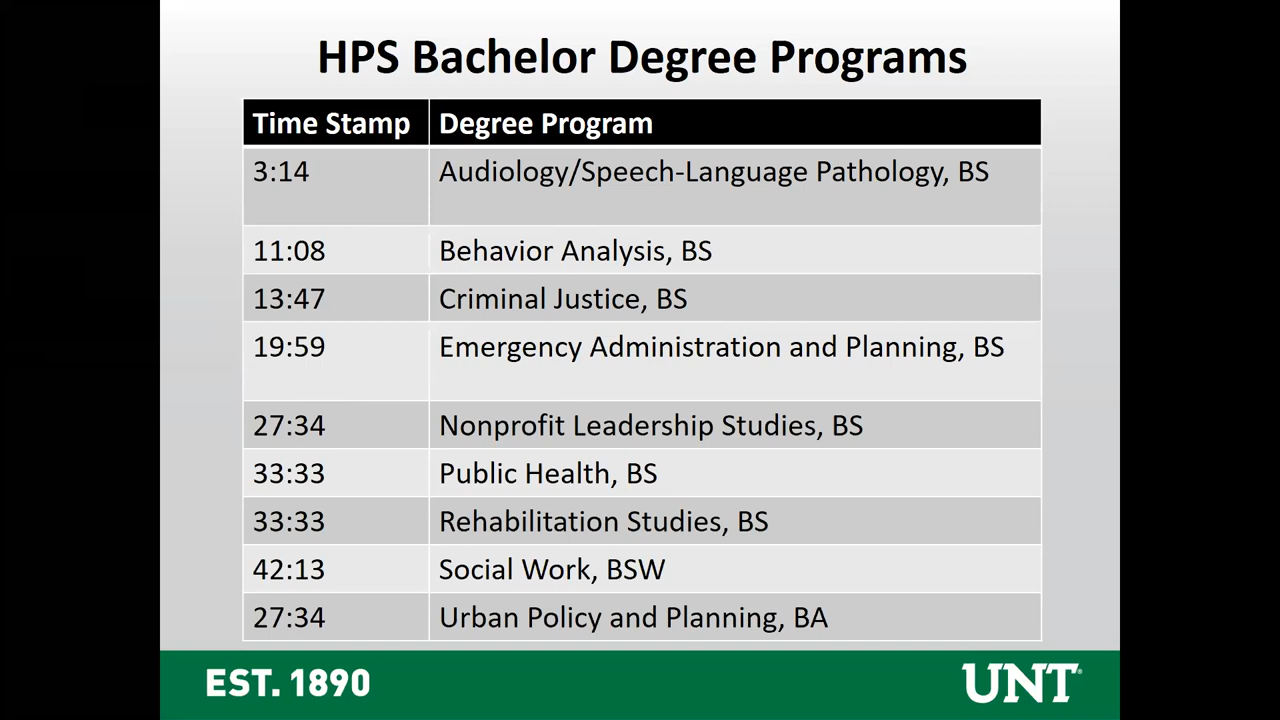 HPS Bachelor Degree Programs
Time Stamp Degree Program
3:14 Audiology/Speech-Language Pathology, BS
11:08 Behavior Analysis, BS
13:47 Criminal Justice, BS
19:59 Emergency Administration and Planning, BS
27:34 Nonprofit Leadership Studies, BS
33:33 Public Health, BS
33:33 Rehabilitation Studies, BS
42:13 Social Work, BSW
27:34 Urban Policy and Planning, BA
EST. 1890 UNT®